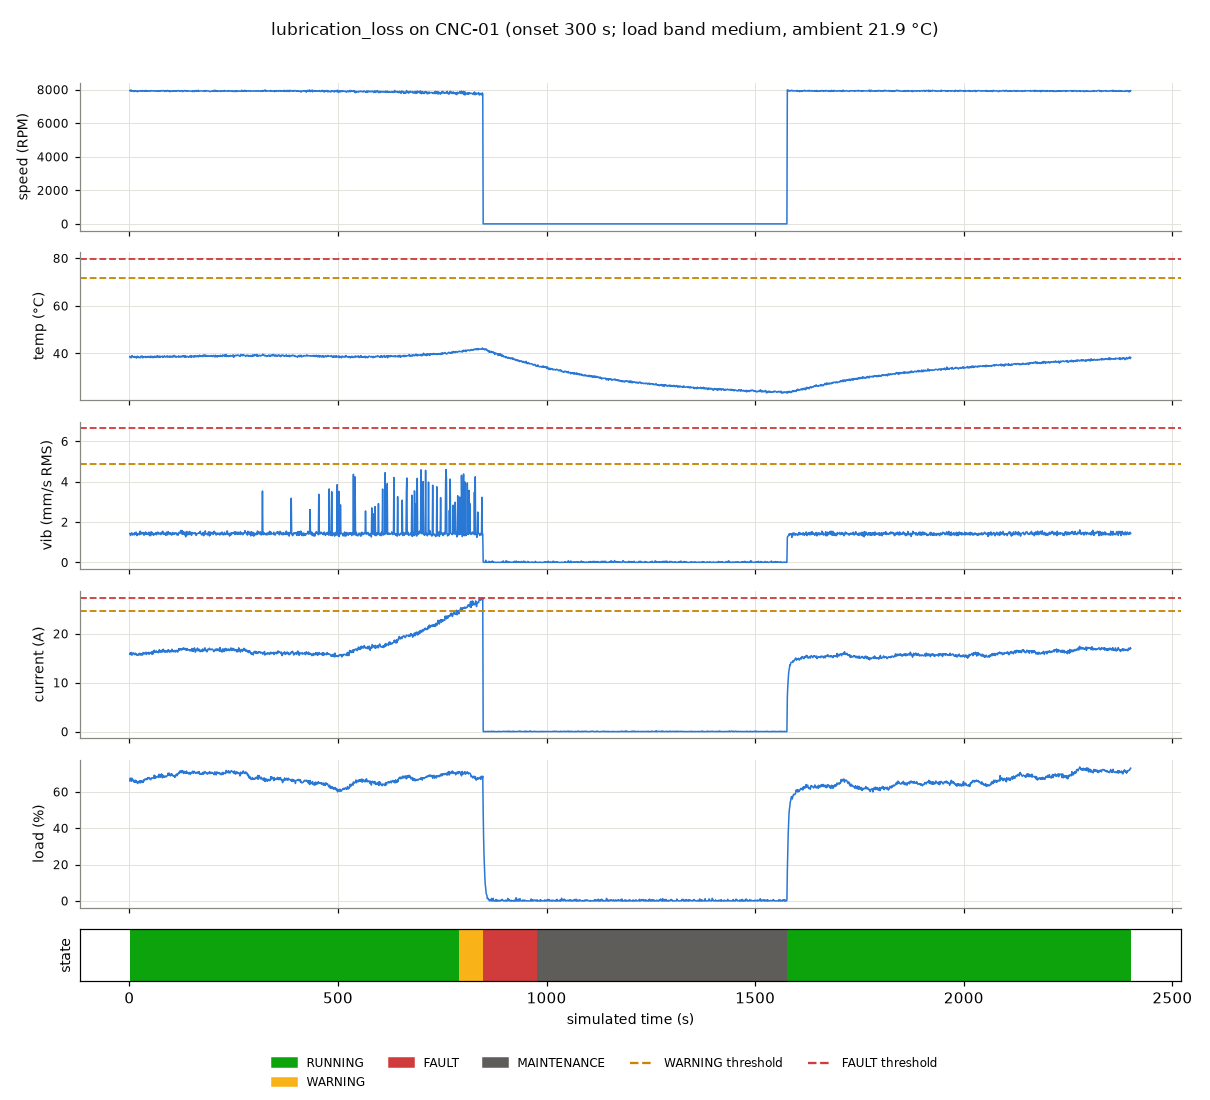 lubrication_loss on CNC-01 (onset 300 s; load band medium, ambient 21.9 °C)
speed (RPM)
8000
6000
4000
2000
0
temp (°C)
80
60
40
vib (mm/s RMS)
6
4
2
0
current (A)
20
10
0
load (%)
60
40
20
0
state
0 500 1000 1500 2000 2500
simulated time (s)
RUNNING FAULT MAINTENANCE WARNING threshold FAULT threshold
WARNING